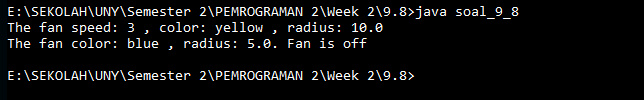 E:\SEKOLAH\UNY\Semester 2\PEMROGRAMAN 2\Week 2\9.8>java soal_9_8
The fan speed: 3 , color: yellow , radius: 10.0
The fan color: blue , radius: 5.0. Fan is off
E:\SEKOLAH\UNY\Semester 2\PEMROGRAMAN 2\Week 2\9.8>